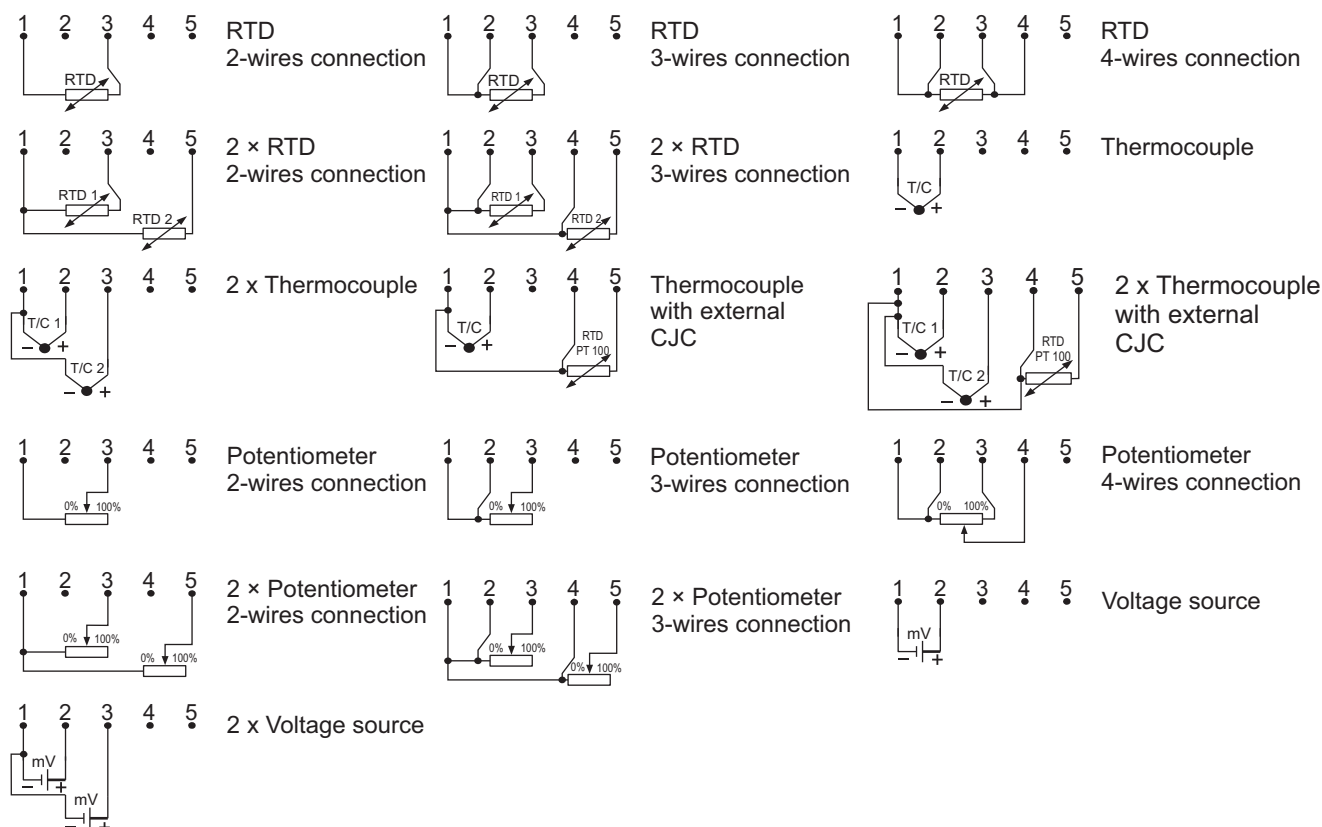 1 2 3 4 5
RTD
RTD
2-wires connection
1 2 3 4 5
RTD
RTD
3-wires connection
1 2 3 4 5
RTD
RTD
4-wires connection
1 2 3 4 5
RTD 1
RTD 2
2 × RTD
2-wires connection
1 2 3 4 5
RTD 1
RTD 2
2 × RTD
3-wires connection
1 2 3 4 5
T/C
– +
Thermocouple
1 2 3 4 5
T/C 1
– +
T/C 2
– +
2 x Thermocouple
1 2 3 4 5
T/C
– +
RTD
PT 100
Thermocouple
with external
CJC
1 2 3 4 5
T/C 1
– +
T/C 2
– +
RTD
PT 100
2 x Thermocouple
with external
CJC
1 2 3 4 5
0% 100%
Potentiometer
2-wires connection
1 2 3 4 5
0% 100%
Potentiometer
3-wires connection
1 2 3 4 5
0% 100%
Potentiometer
4-wires connection
1 2 3 4 5
0% 100%
0% 100%
2 × Potentiometer
2-wires connection
1 2 3 4 5
0% 100%
0% 100%
2 × Potentiometer
3-wires connection
1 2 3 4 5
mV
– +
Voltage source
1 2 3 4 5
mV
– +
mV
– +
2 x Voltage source